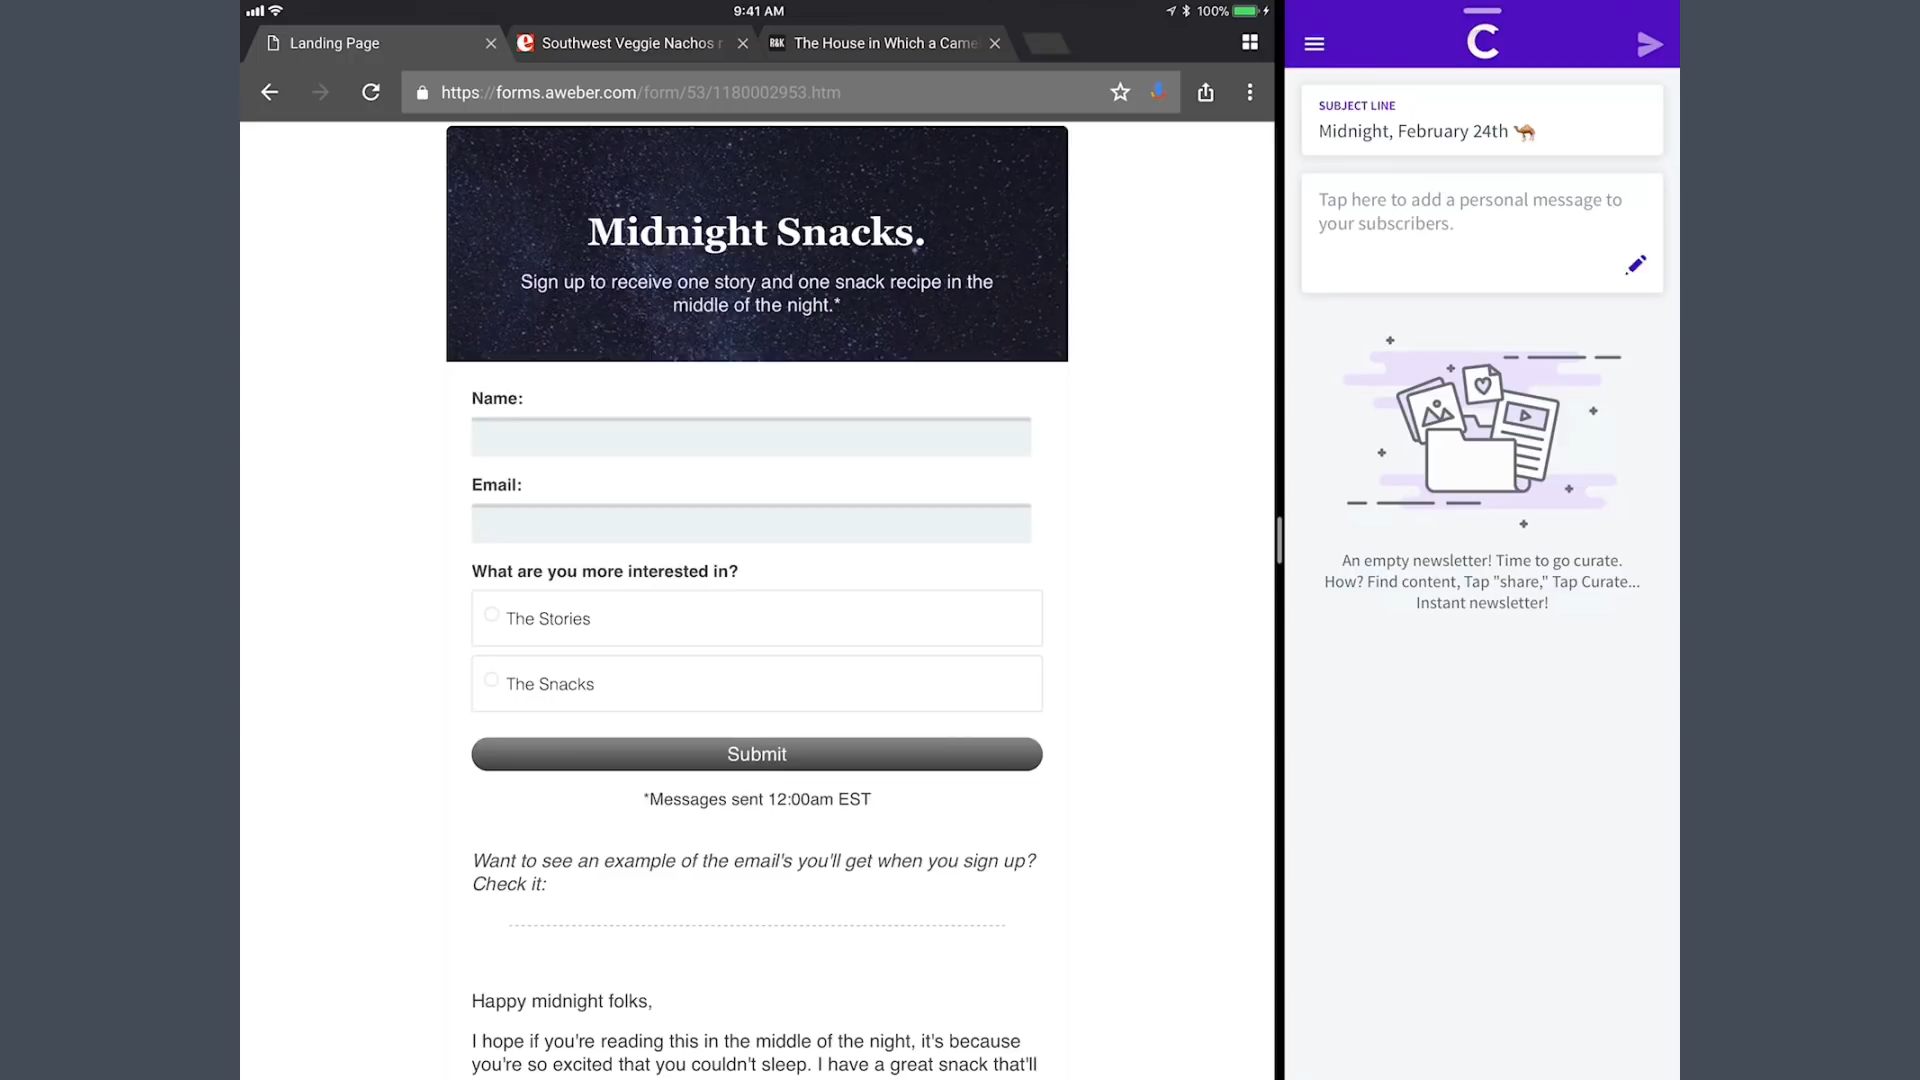 9:41 AM
100%
Landing Page
Southwest Veggie Nachos r
R&K
The House in Which a Came
https://forms.aweber.com/form/53/1180002953.htm
Midnight Snacks.
Sign up to receive one story and one snack recipe in the
middle of the night.*
Name:
Email:
What are you more interested in?
The Stories
The Snacks
Submit
*Messages sent 12:00am EST
Want to see an example of the email's you'll get when you sign up?
Check it:
Happy midnight folks,
I hope if you're reading this in the middle of the night, it's because
you're so excited that you couldn't sleep. I have a great snack that'll
C
SUBJECT LINE
Midnight, February 24th 🐪
Tap here to add a personal message to
your subscribers.
An empty newsletter! Time to go curate.
How? Find content, Tap "share," Tap Curate...
Instant newsletter!